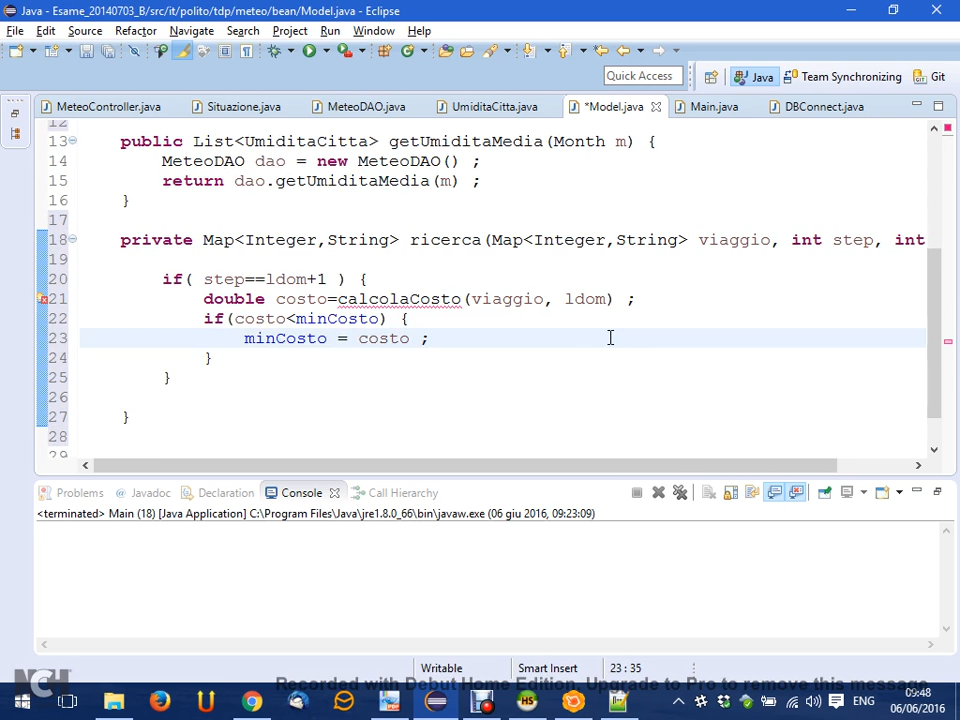 Java - Esame_20140703_B/src/it/polito/tdp/meteo/bean/Model.java - Eclipse
File Edit Source Refactor Navigate Search Project Run Window Help
Quick Access Java Team Synchronizing Git
MeteoController.java Situazione.java MeteoDAO.java UmiditaCitta.java *Model.java Main.java DBConnect.java
12
13 public List<UmiditaCitta> getUmiditaMedia(Month m) {
14 MeteoDAO dao = new MeteoDAO() ;
15 return dao.getUmiditaMedia(m) ;
16 }
17
18 private Map<Integer,String> ricerca(Map<Integer,String> viaggio, int step, int
19
20 if( step==ldom+1 ) {
21 double costo=calcolaCosto(viaggio, ldom) ;
22 if(costo<minCosto) {
23 minCosto = costo ;
24 }
25 }
26
27 }
28
29
Problems Javadoc Declaration Console Call Hierarchy
<terminated> Main (18) [Java Application] C:\Program Files\Java\jre1.8.0_66\bin\javaw.exe (06 giu 2016, 09:23:09)
Writable Smart Insert 23 : 35
NCH
Recorded with Debut Home Edition. Upgrade to Pro to remove this message
ENG 09:48
06/06/2016